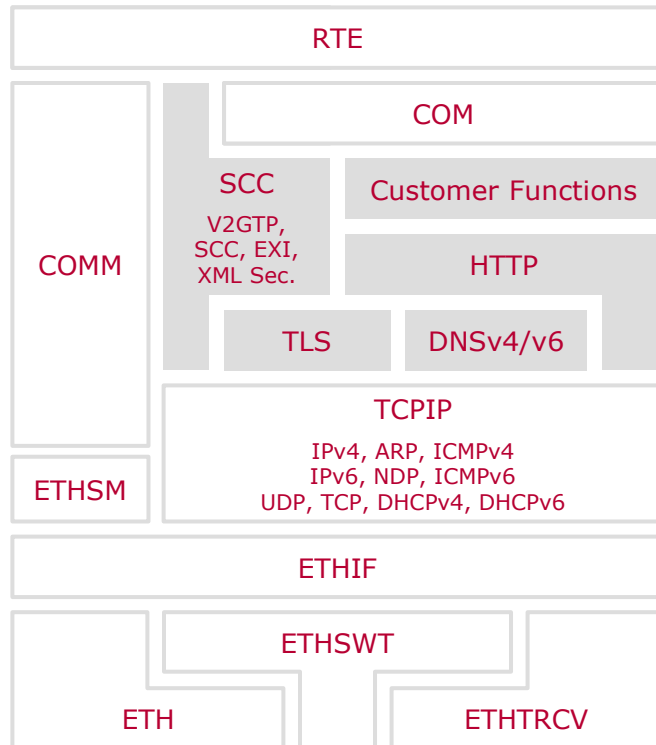 RTE
COM
SCC
V2GTP,
SCC, EXI,
XML Sec.
Customer Functions
COMM
HTTP
TLS
DNSv4/v6
TCPIP
IPv4, ARP, ICMPv4
IPv6, NDP, ICMPv6
UDP, TCP, DHCPv4, DHCPv6
ETHSM
ETHIF
ETHSWT
ETH
ETHTRCV